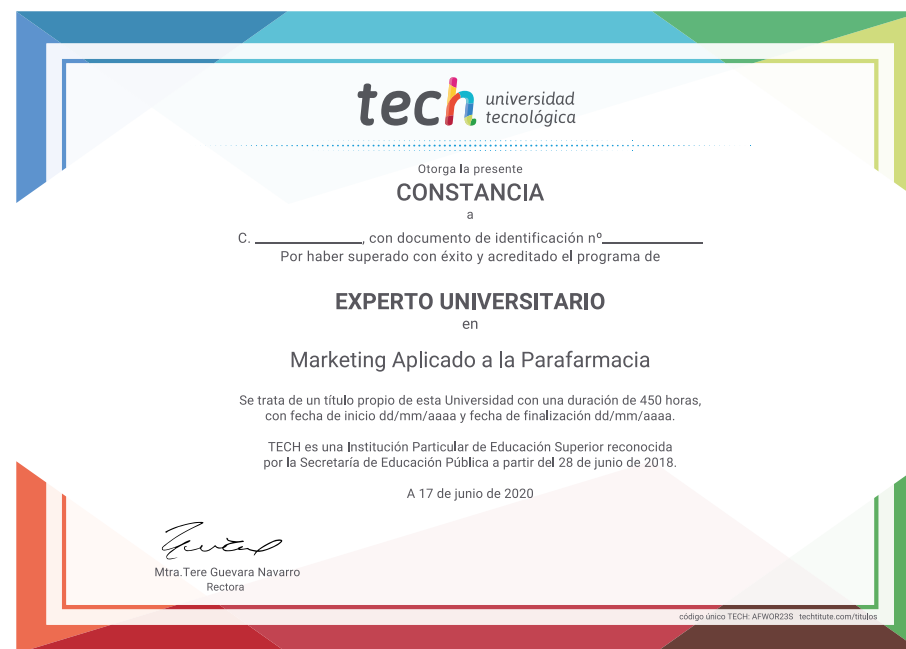 tech universidad
tecnológica
Otorga la presente
CONSTANCIA
a
C. ____________, con documento de identificación nº____________
Por haber superado con éxito y acreditado el programa de
EXPERTO UNIVERSITARIO
en
Marketing Aplicado a la Parafarmacia
Se trata de un título propio de esta Universidad con una duración de 450 horas,
con fecha de inicio dd/mm/aaaa y fecha de finalización dd/mm/aaaa.
TECH es una Institución Particular de Educación Superior reconocida
por la Secretaría de Educación Pública a partir del 28 de junio de 2018.
A 17 de junio de 2020
Mtra.Tere Guevara Navarro
Rectora
código único TECH: AFWOR23S techtitute.com/titulos